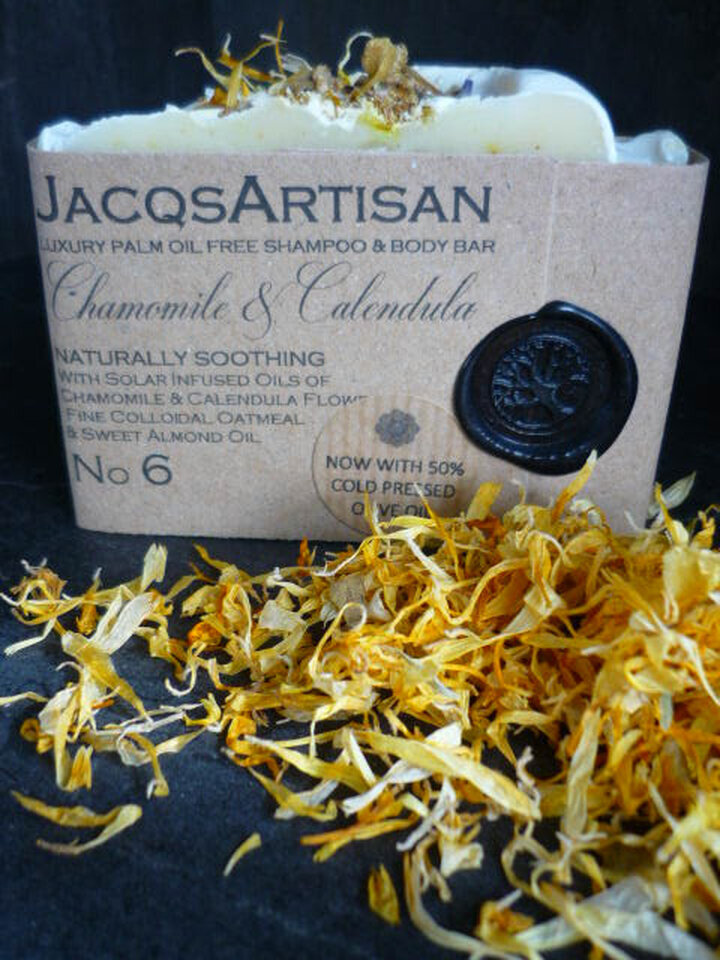 JACQSARTISAN
LUXURY PALM OIL FREE SHAMPOO & BODY BAR
Chamomile & Calendula
NATURALLY SOOTHING
WITH SOLAR INFUSED OILS OF
CHAMOMILE & CALENDULA FLOWE
FINE COLLOIDAL OATMEAL
& SWEET ALMOND OIL
No 6
NOW WITH 50%
COLD PRESSED
OLIVE OIL